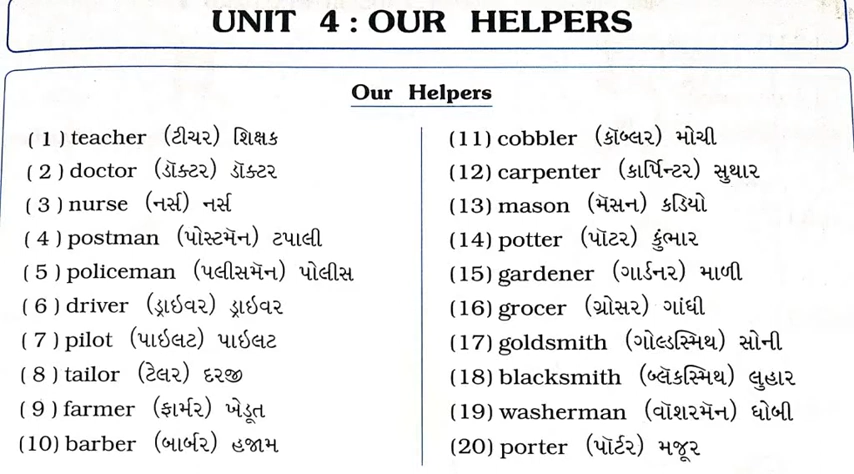 UNIT 4 : OUR HELPERS
Our Helpers
( 1 ) teacher (ટીચર) શિક્ષક
( 2 ) doctor (ડૉક્ટર) ડૉક્ટર
( 3 ) nurse (નર્સ) નર્સ
( 4 ) postman (પોસ્ટમૅન) ટપાલી
( 5 ) policeman (પલીસમૅન) પોલીસ
( 6 ) driver (ડ્રાઇવર) ડ્રાઇવર
( 7 ) pilot (પાઇલટ) પાઇલટ
( 8 ) tailor (ટેલર) દરજી
( 9 ) farmer (ફાર્મર) ખેડૂત
(10) barber (બાર્બર) હજામ
(11) cobbler (કૉબ્લર) મોચી
(12) carpenter (કાર્પિન્ટર) સુથાર
(13) mason (મૅસન) કડિયો
(14) potter (પૉટર) કુંભાર
(15) gardener (ગાર્ડનર) માળી
(16) grocer (ગ્રોસર) ગાંધી
(17) goldsmith (ગોલ્ડસ્મિથ) સોની
(18) blacksmith (બ્લૅકસ્મિથ) લુહાર
(19) washerman (વૉશરમૅન) ધોબી
(20) porter (પૉર્ટર) મજૂર